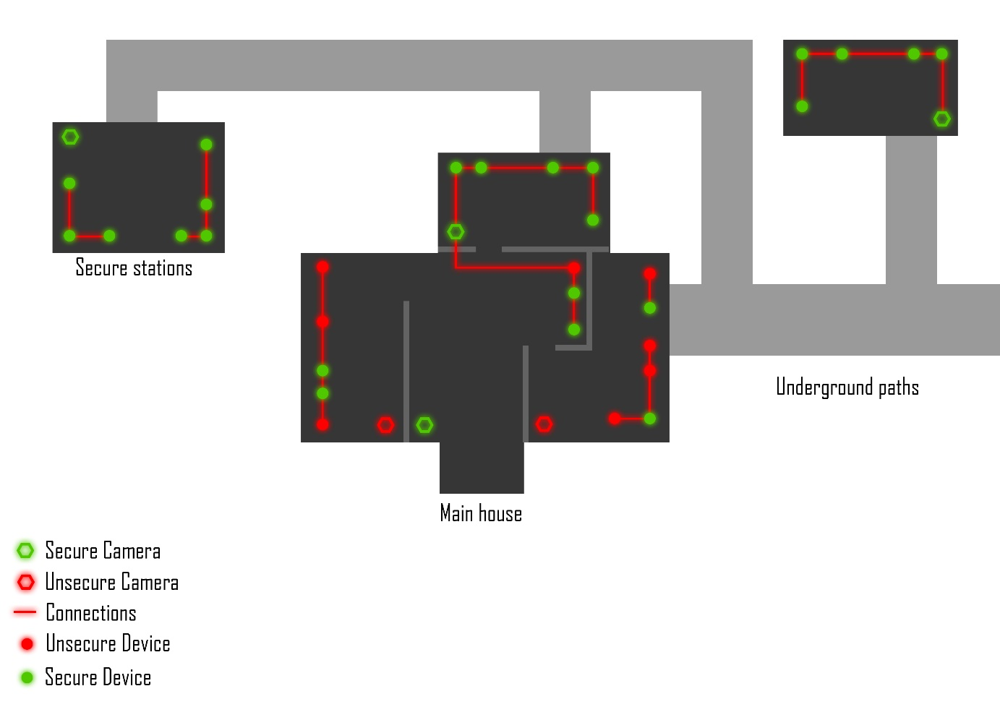 Secure stations
Underground paths
Main house
Secure Camera
Unsecure Camera
Connections
Unsecure Device
Secure Device